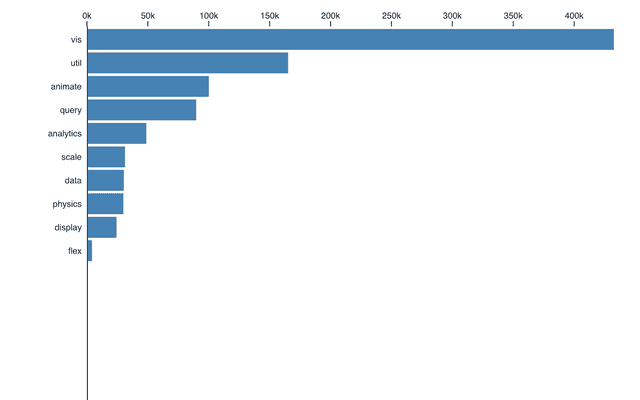 0k 50k 100k 150k 200k 250k 300k 350k 400k
vis
util
animate
query
analytics
scale
data
physics
display
flex